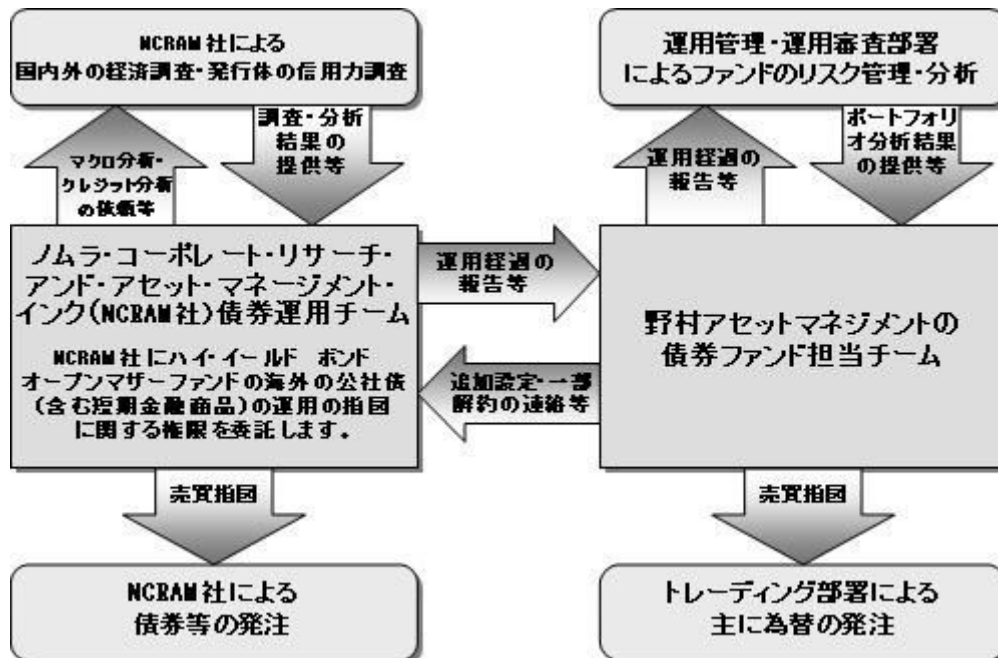 NCRAM社による
国内外の経済調査・発行体の信用力調査
運用管理・運用審査部署
によるファンドのリスク管理・分析
マクロ分析・
クレジット分析
の依頼等
調査・分析
結果の
提供等
運用経過の
報告等
ポートフォリ
オ分析結果
の提供等
ノムラ・コーポレート・リサーチ・
アンド・アセット・マネージメント・
インク(NCRAM社)債券運用チーム
NCRAM社にハイ・イールド ボンド
オープンマザーファンドの海外の公社債
(含む短期金融商品)の運用の指図
に関する権限を委託します。
運用経過の
報告等
追加設定・一部
解約の連絡等
野村アセットマネジメントの
債券ファンド担当チーム
売買指図
売買指図
NCRAM社による
債券等の発注
トレーディング部署による
主に為替の発注